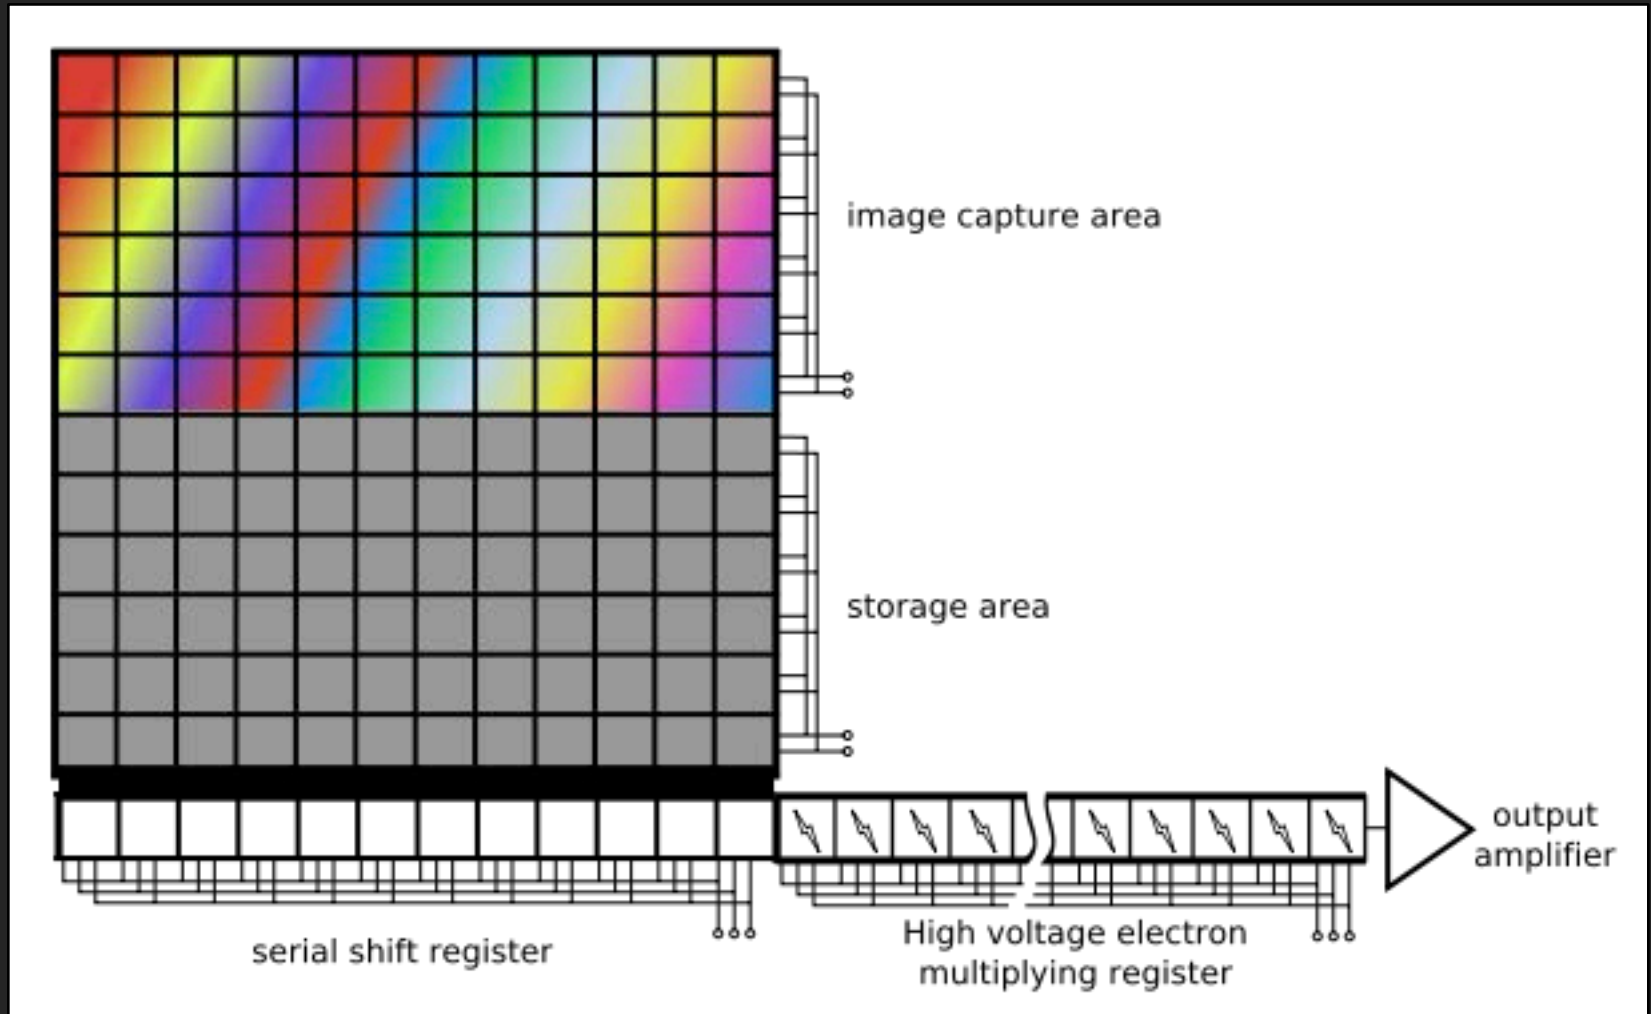 image capture area
storage area
output
amplifier
serial shift register
High voltage electron
multiplying register